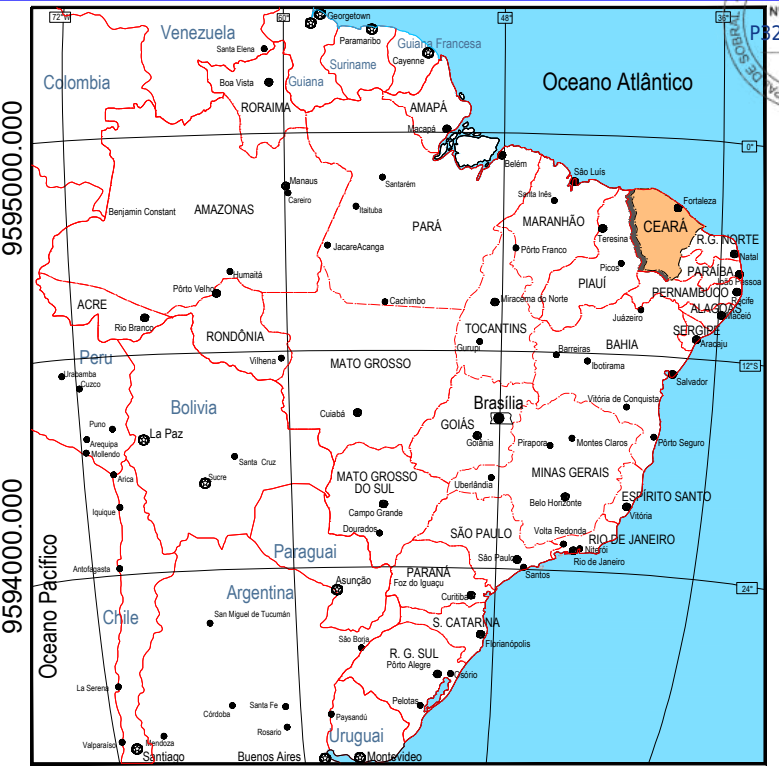 72°W
60°
48°
36°
Georgetown
Venezuela
Paramaribo
Guiana Francesa
P32
Santa Elena
Suriname
Cayenne
Colombia
Boa Vista
Guiana
Oceano Atlântico
RORAIMA
AMAPÁ
PAL DE SOBRAL
Macapá
0°
9595000.000
Belém
São Luís
Manaus
Santarém
Careiro
Santa Inês
Fortaleza
Benjamin Constant
AMAZONAS
Itaituba
PARÁ
MARANHÃO
CEARÁ
Teresina
R.G. NORTE
JacareAcanga
Pôrto Franco
Natal
Picos
Humaitá
PIAUÍ
PARAÍBA
João Pessoa
Pôrto Velho
PERNAMBUCO
ACRE
Cachimbo
Miracema do Norte
Recife
Juázeiro
ALAGOAS
Maceió
Rio Branco
TOCANTINS
SERGIPE
RONDÔNIA
Gurupi
BAHIA
Aracaju
Peru
Vilhena
MATO GROSSO
Barreiras
Ibotirama
12°S
Urabamba
Cuzco
Salvador
Bolivia
Brasília
Vitória de Conquista
Cuiabá
Puno
La Paz
GOIÁS
Goiânia
Pirapora
Montes Claros
Pôrto Seguro
Arequipa
Mollendo
Santa Cruz
Arica
Sucre
MATO GROSSO
DO SUL
Uberlândia
MINAS GERAIS
Iquique
Campo Grande
Belo Horizonte
ESPÍRITO SANTO
Vitória
9594000.000
Dourados
SÃO PAULO
Volta Redonda
RIO DE JANEIRO
Paraguai
Niterói
São Paulo
Rio de Janeiro
Antofagasta
PARANÁ
Santos
Asunção
Foz do Iguaçu
24°
Argentina
Curitiba
Oceano Pacífico
Chile
San Miguel de Tucumán
S. CATARINA
São Borja
Florianópolis
R. G. SUL
Pôrto Alegre
Osório
La Serena
Pelotas
Córdoba
Santa Fe
Paysandú
Rosario
Uruguai
Valparaíso
Mendoza
Santiago
Buenos Aires
Montevideo